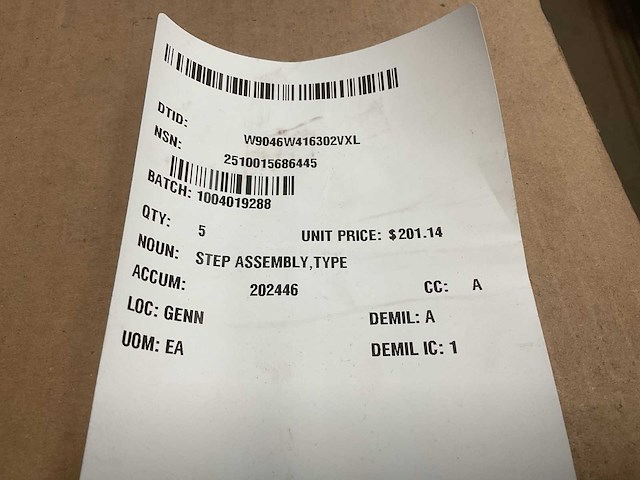 DTID:
W9046W416302VXL
NSN:
2510015686445
BATCH: 1004019288
QTY: 5 UNIT PRICE: $201.14
NOUN: STEP ASSEMBLY,TYPE
ACCUM: 202446 CC: A
LOC: GENN DEMIL: A
UOM: EA DEMIL IC: 1